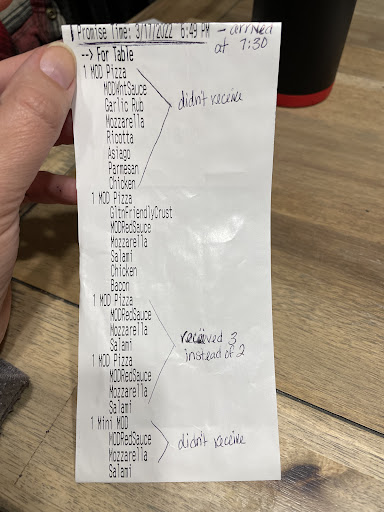 Promise Time: 3/17/2022 6:49 PM - arrived
at 7:30
--> For Table
1 MOD Pizza
MODWhtSauce
Garlic Rub
didn't receive
Mozzarella
Ricotta
Asiago
Parmesan
Chicken
1 MOD Pizza
GltnFriendlyCrust
MODRedSauce
Mozzarella
Salami
Chicken
Bacon
1 MOD Pizza
MODRedSauce
Mozzarella
Salami
received 3
instead of 2
1 MOD Pizza
MODRedSauce
Mozzarella
Salami
1 Mini MOD
MODRedSauce
didn't receive
Mozzarella
Salami